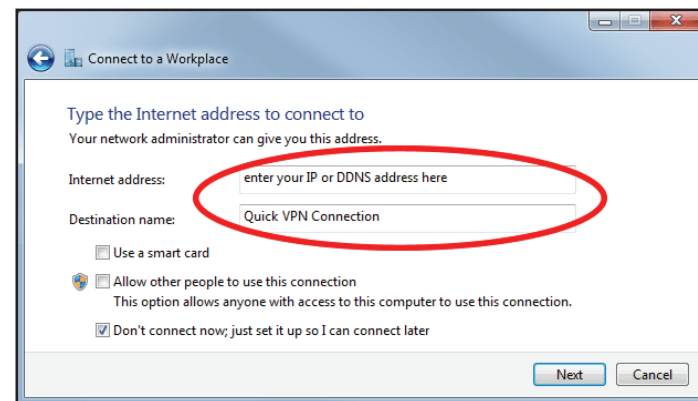 Connect to a Workplace
Type the Internet address to connect to
Your network administrator can give you this address.
Internet address: enter your IP or DDNS address here
Destination name: Quick VPN Connection
Use a smart card
Allow other people to use this connection
This option allows anyone with access to this computer to use this connection.
Don't connect now; just set it up so I can connect later
Next Cancel